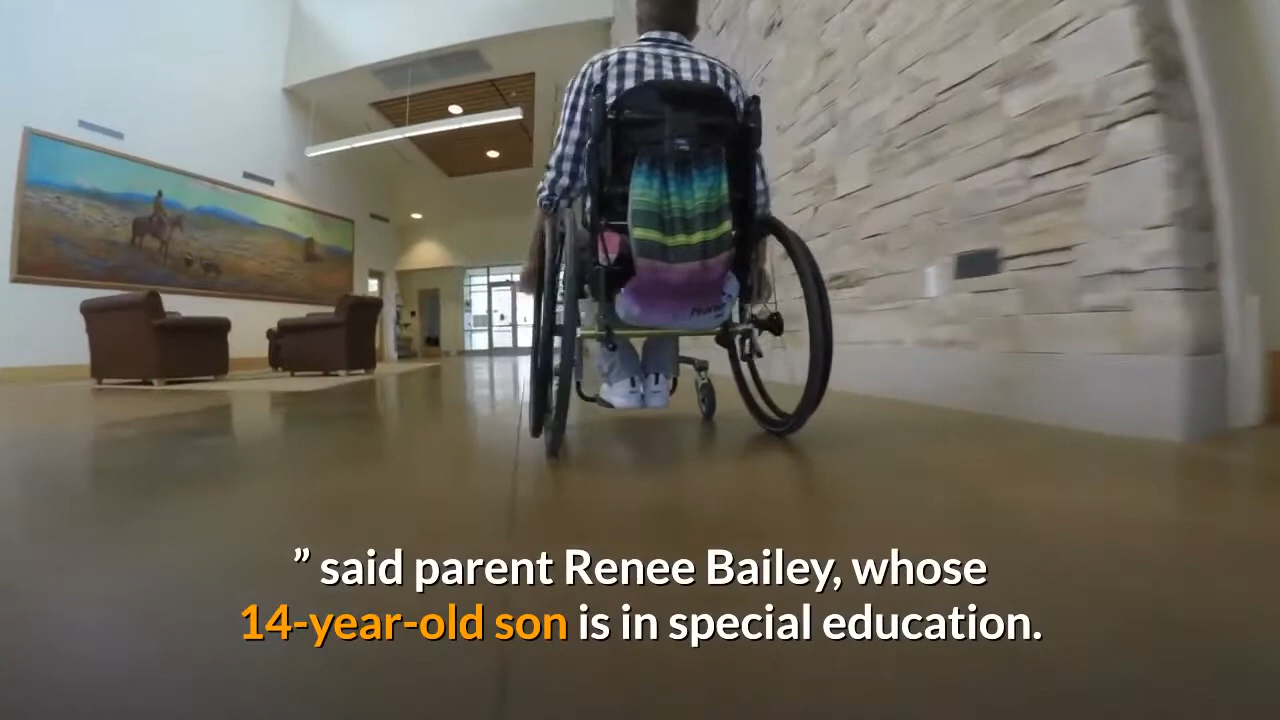 ” said parent Renee Bailey, whose
14-year-old son is in special education.